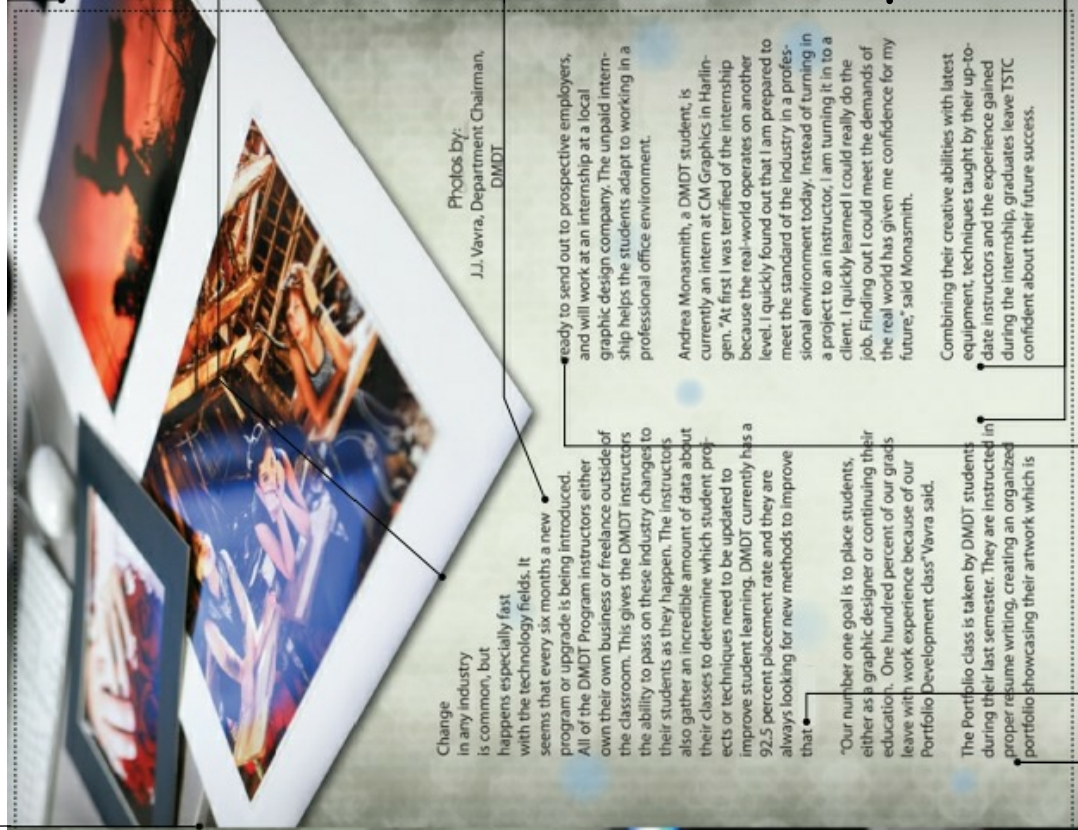 Change
in any industry
is common, but
happens especially fast
with the technology fields. It
seems that every six months a new
program or upgrade is being introduced.
All of the DMDT Program instructors either
own their own business or freelance outside of
the classroom. This gives the DMDT instructors
the ability to pass on these industry changes to
their students as they happen. The instructors
also gather an incredible amount of data about
their classes to determine which student proj-
ects or techniques need to be updated to
improve student learning. DMDT currently has a
92.5 percent placement rate and they are
always looking for new methods to improve
that
"Our number one goal is to place students,
either as a graphic designer or continuing their
education. One hundred percent of our grads
leave with work experience because of our
Portfolio Development class" Vavra said.
The Portfolio class is taken by DMDT students
during their last semester. They are instructed in
proper resume writing, creating an organized
portfolio showcasing their artwork which is
Photos by:
J.J. Vavra, Department Chairman,
DMDT
ready to send out to prospective employers,
and will work at an internship at a local
graphic design company. The unpaid intern-
ship helps the students adapt to working in a
professional office environment.
Andrea Monasmith, a DMDT student, is
currently an intern at CM Graphics in Harlin-
gen. "At first I was terrified of the internship
because the real-world operates on another
level. I quickly found out that I am prepared to
meet the standard of the industry in a profes-
sional environment today. Instead of turning in
a project to an instructor, I am turning it in to a
client. I quickly learned I could really do the
job. Finding out I could meet the demands of
the real world has given me confidence for my
future," said Monasmith.
Combining their creative abilities with latest
equipment, techniques taught by their up-to-
date instructors and the experience gained
during the internship, graduates leave TSTC
confident about their future success.